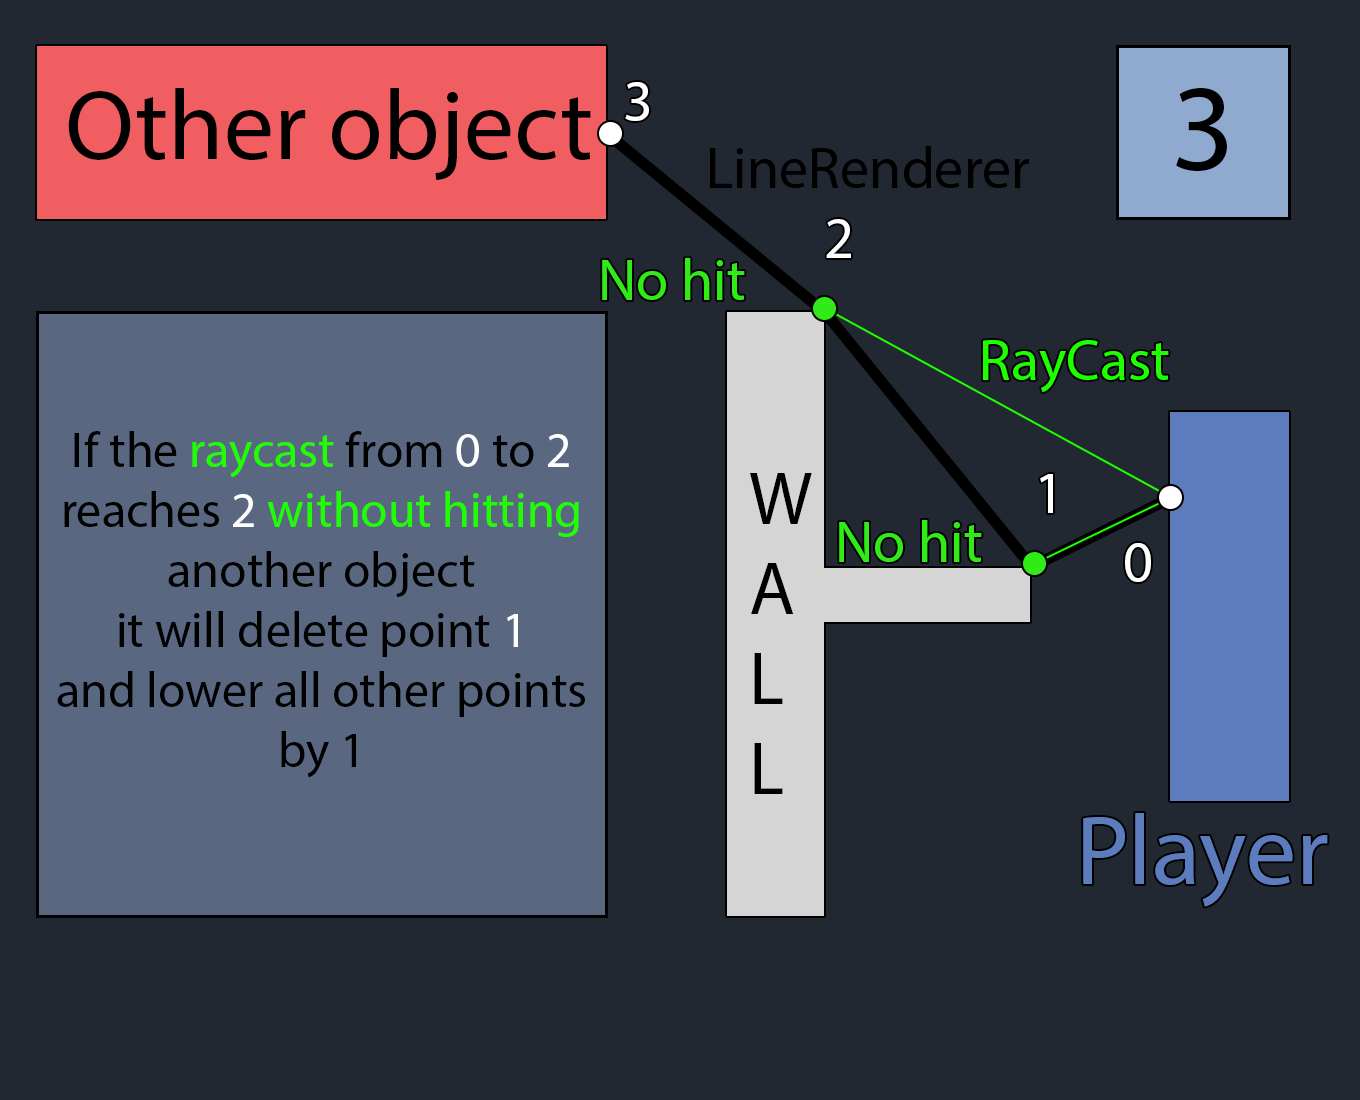 Other object
3
LineRenderer
3
2
No hit
RayCast
If the raycast from 0 to 2
reaches 2 without hitting
another object
it will delete point 1
and lower all other points
by 1
1
No hit
0
W
A
L
L
Player